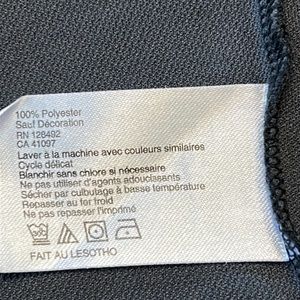 100% Polyester
Sauf Décoration
RN 128492
CA 41097
Laver à la machine avec couleurs similaires
Cycle délicat
Blanchir sans chlore si nécessaire
Ne pas utiliser d'agents adoucissants
Sécher par culbutage à basse température
Repasser au fer froid
Ne pas repasser l'imprimé
FAIT AU LESOTHO